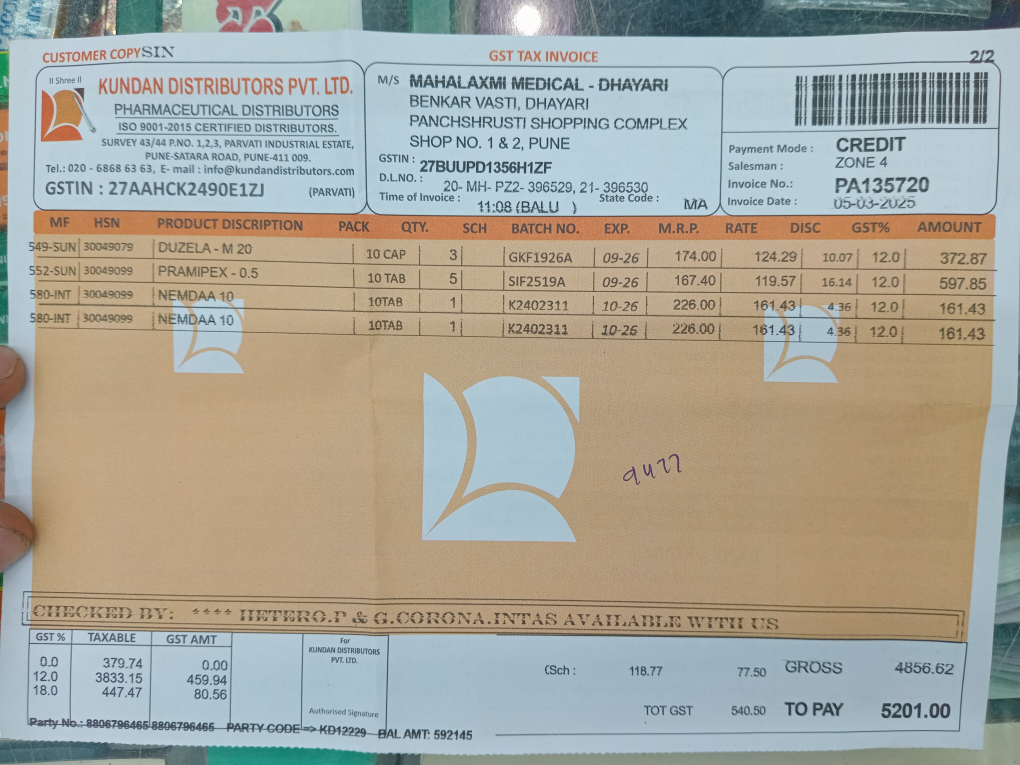 CUSTOMER COPY SIN
GST TAX INVOICE
2/2
II Shree II
KUNDAN DISTRIBUTORS PVT. LTD.
PHARMACEUTICAL DISTRIBUTORS
ISO 9001-2015 CERTIFIED DISTRIBUTORS.
SURVEY 43/44 P.NO. 1,2,3, PARVATI INDUSTRIAL ESTATE,
PUNE-SATARA ROAD, PUNE-411 009.
Tel.: 020 - 6868 63 63, E- mail : info@kundandistributors.com
GSTIN : 27AAHCK2490E1ZJ (PARVATI)
M/S MAHALAXMI MEDICAL - DHAYARI
BENKAR VASTI, DHAYARI
PANCHSHRUSTI SHOPPING COMPLEX
SHOP NO. 1 & 2, PUNE
GSTIN : 27BUUPD1356H1ZF
D.L.NO. : 20- MH- PZ2- 396529, 21- 396530
Time of Invoice : 11:08 (BALU ) State Code : MA
Payment Mode : CREDIT
Salesman : ZONE 4
Invoice No.: PA135720
Invoice Date : 05-03-2025
MF HSN PRODUCT DISCRIPTION PACK QTY. SCH BATCH NO. EXP. M.R.P. RATE DISC GST% AMOUNT
549-SUN 30049079 DUZELA - M 20 10 CAP 3 GKF1926A 09-26 174.00 124.29 10.07 12.0 372.87
552-SUN 30049099 PRAMIPEX - 0.5 10 TAB 5 SIF2519A 09-26 167.40 119.57 16.14 12.0 597.85
580-INT 30049099 NEMDAA 10 10TAB 1 K2402311 10-26 226.00 161.43 4.36 12.0 161.43
580-INT 30049099 NEMDAA 10 10TAB 1 K2402311 10-26 226.00 161.43 4.36 12.0 161.43
9477
CHECKED BY: **** HETERO.P & G.CORONA.INTAS AVAILABLE WITH US
GST % TAXABLE GST AMT
0.0 379.74 0.00
12.0 3833.15 459.94
18.0 447.47 80.56
For
KUNDAN DISTRIBUTORS
PVT. LTD.
Authorised Signature
(Sch : 118.77 77.50 GROSS 4856.62
TOT GST 540.50 TO PAY 5201.00
Party No.: 8806796465 8806796465 PARTY CODE => KD12229 BAL AMT: 592145